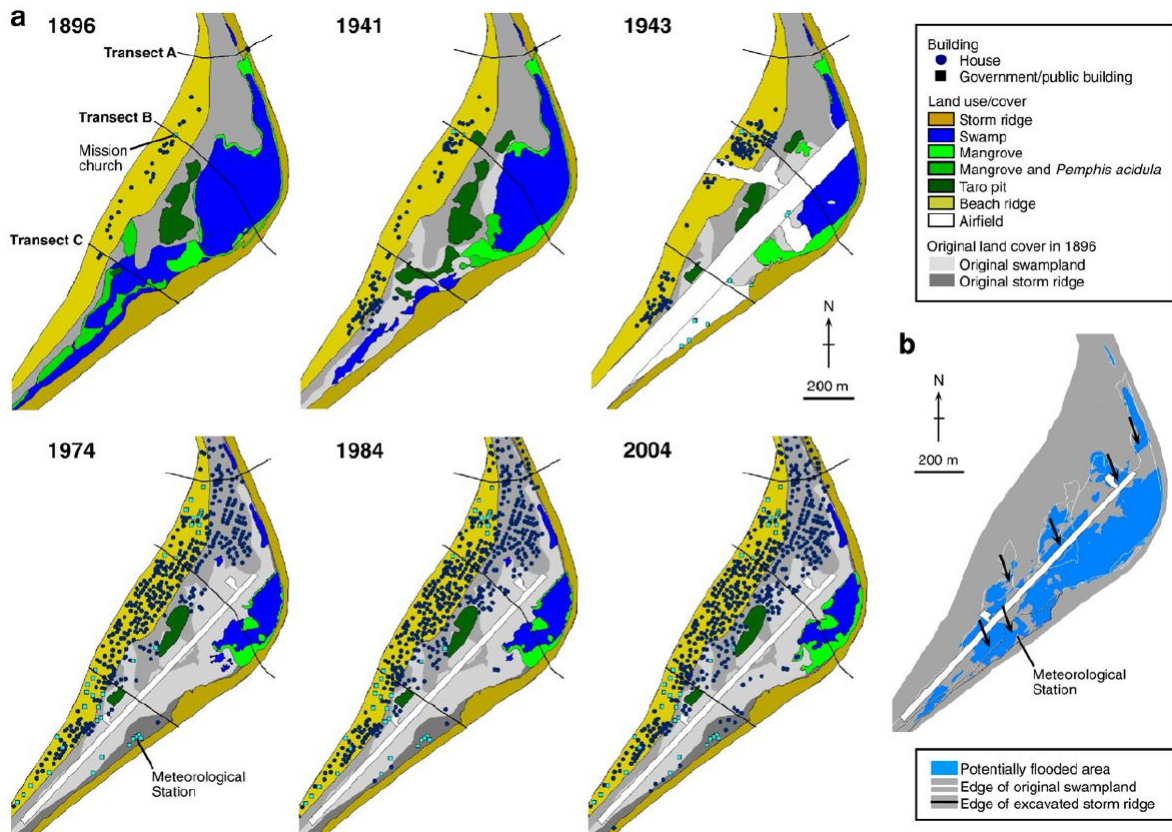 a
1896
1941
1943
Transect A
Transect B
Mission
church
Transect C
N
200 m
Building
House
Government/public building
Land use/cover
Storm ridge
Swamp
Mangrove
Mangrove and Pemphis acidula
Taro pit
Beach ridge
Airfield
Original land cover in 1896
Original swampland
Original storm ridge
1974
1984
2004
Meteorological
Station
b
N
200 m
Meteorological
Station
Potentially flooded area
Edge of original swampland
Edge of excavated storm ridge